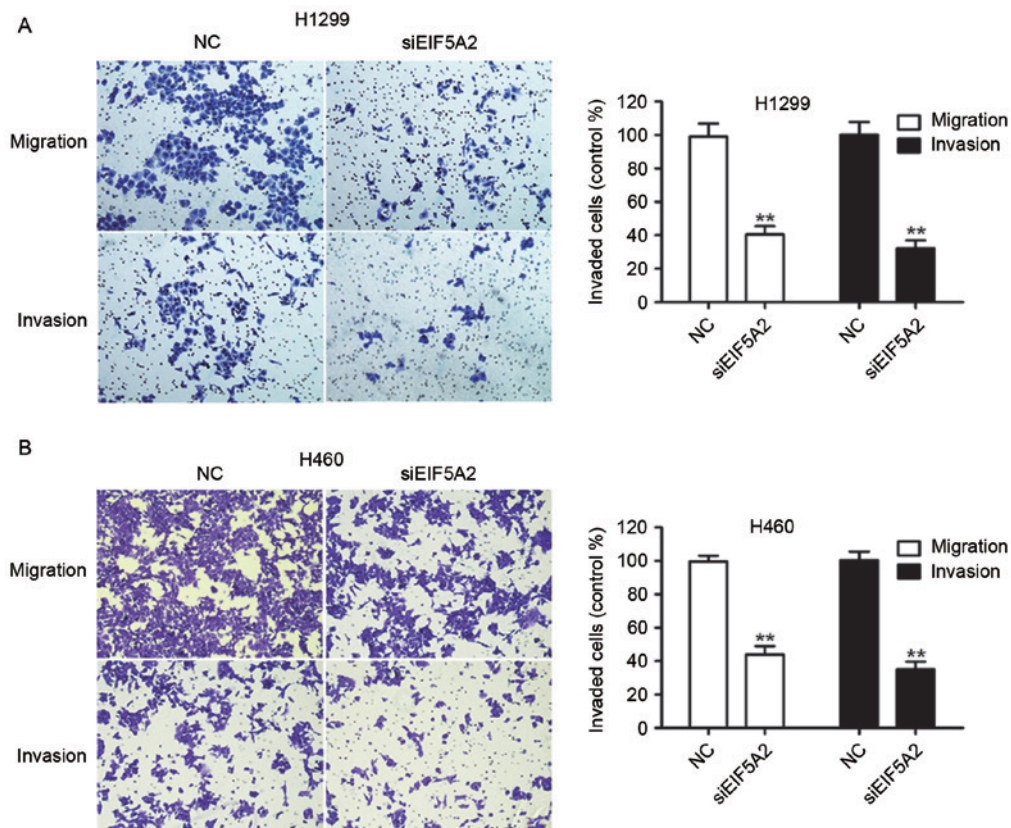 A
H1299
NC siEIF5A2
Migration
Invasion
H1299
Migration
Invasion
Invaded cells (control %)
120
100
80
60
40
20
0
**
**
NC
siEIF5A2
NC
siEIF5A2
B
H460
NC siEIF5A2
Migration
Invasion
H460
Migration
Invasion
Invaded cells (control %)
120
100
80
60
40
20
0
**
**
NC
siEIF5A2
NC
siEIF5A2